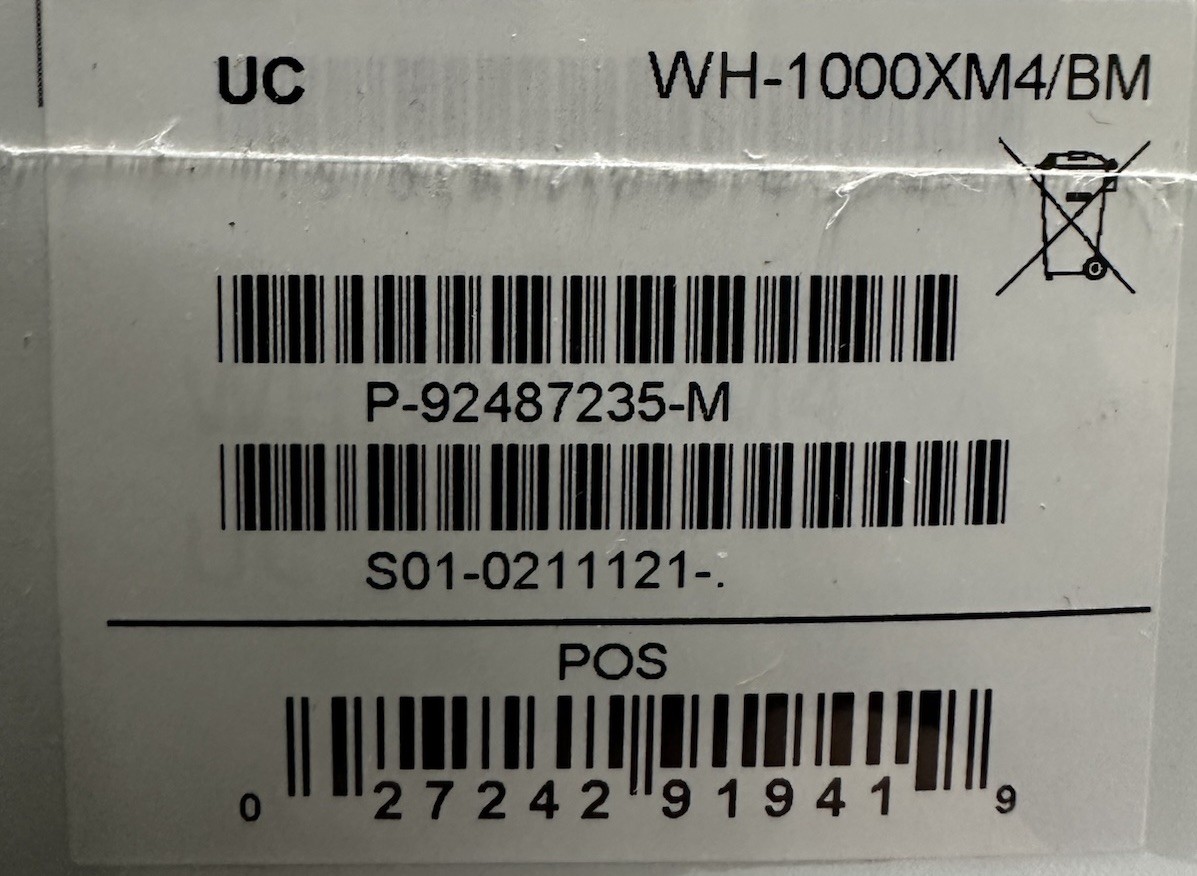 UC WH-1000XM4/BM
P-92487235-M
S01-0211121-.
POS
0 27242 91941 9